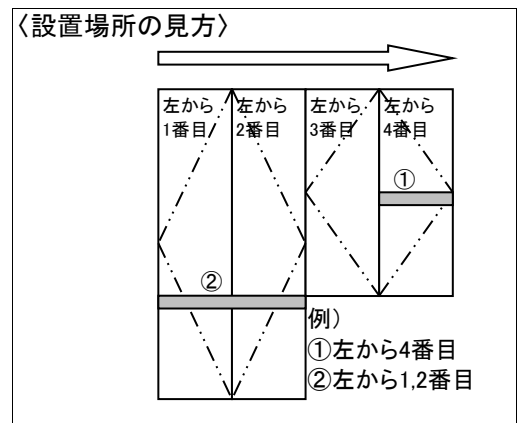 〈設置場所の見方〉
左から
1番目
左から
2番目
左から
3番目
左から
4番目
①
②
例）
①左から4番目
②左から1,2番目